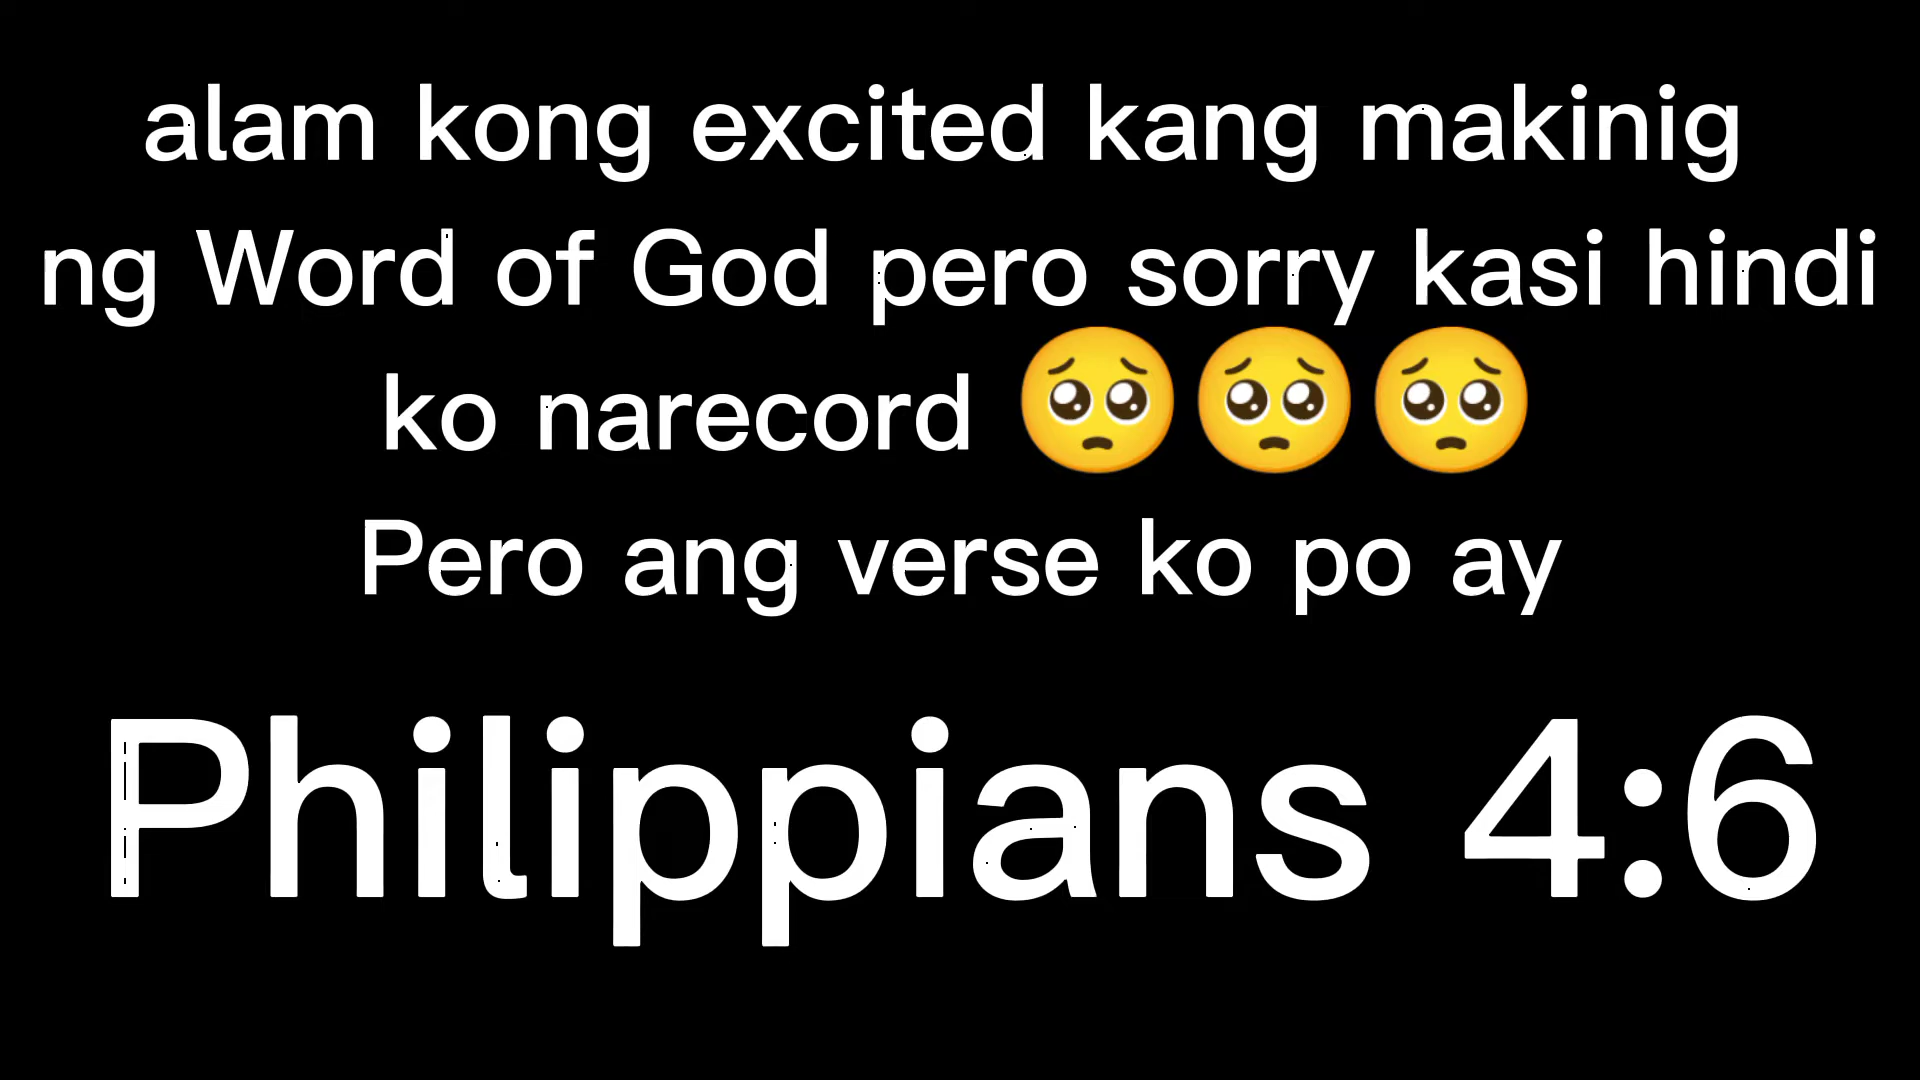 alam kong excited kang makinig
ng Word of God pero sorry kasi hindi
ko narecord 🥺🥺🥺
Pero ang verse ko po ay
Philippians 4:6